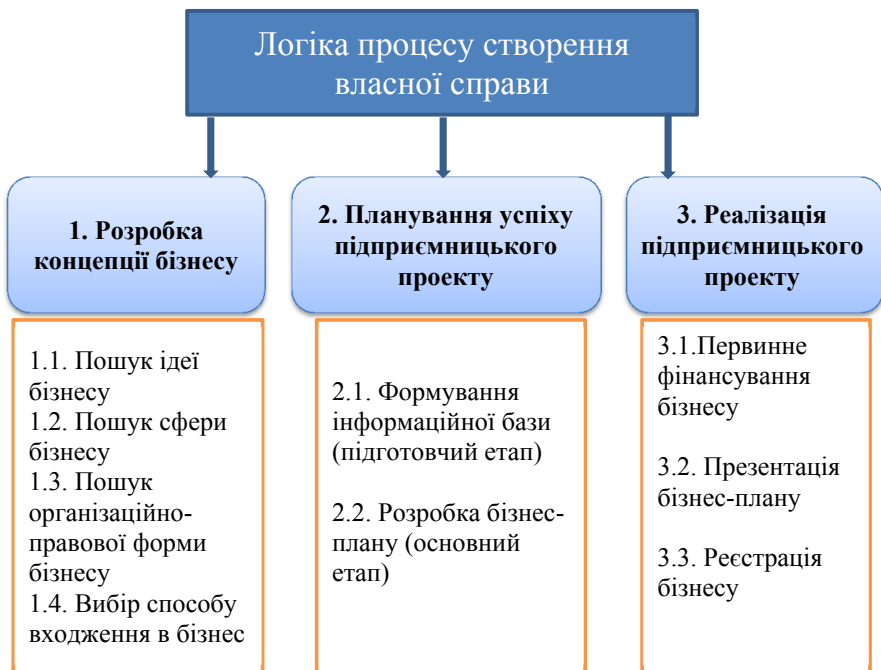 Логіка процесу створення
власної справи
1. Розробка
концепції бізнесу
1.1. Пошук ідеї
бізнесу
1.2. Пошук сфери
бізнесу
1.3. Пошук
організаційно-
правової форми
бізнесу
1.4. Вибір способу
входження в бізнес
2. Планування успіху
підприємницького
проекту
2.1. Формування
інформаційної бази
(підготовчий етап)
2.2. Розробка бізнес-
плану (основний
етап)
3. Реалізація
підприємницького
проекту
3.1.Первинне
фінансування
бізнесу
3.2. Презентація
бізнес-плану
3.3. Реєстрація
бізнесу